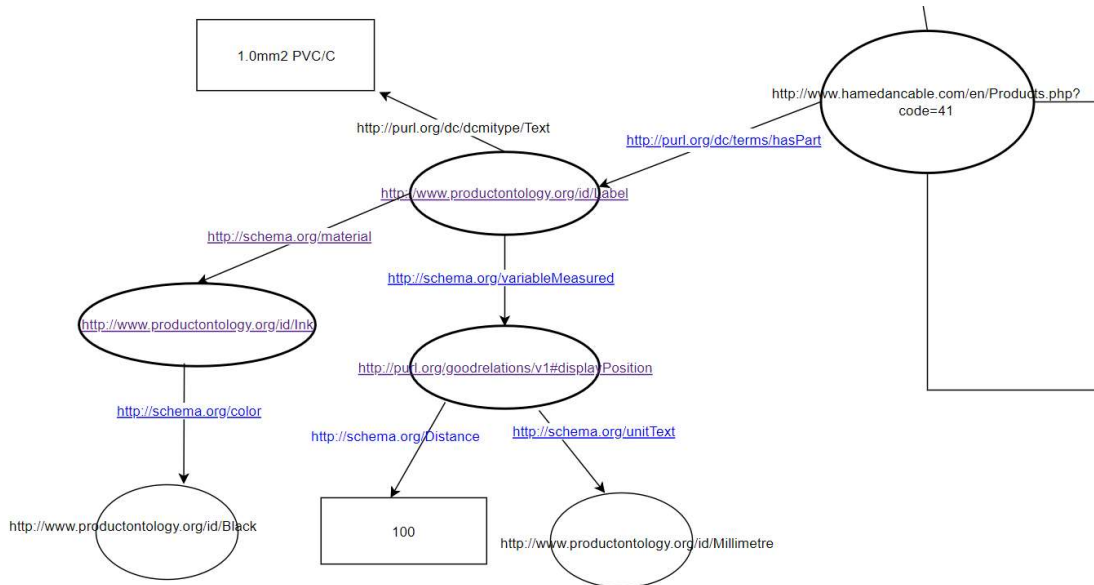 1.0mm2 PVC/C
http://www.hamedancable.com/en/Products.php?
code=41
http://purl.org/dc/dcmitype/Text
http://purl.org/dc/terms/hasPart
http://www.productontology.org/id/Label
http://schema.org/material
http://schema.org/variableMeasured
http://www.productontology.org/id/Ink
http://purl.org/goodrelations/v1#displayPosition
http://schema.org/color
http://schema.org/Distance
http://schema.org/unitText
http://www.productontology.org/id/Black
100
http://www.productontology.org/id/Millimetre